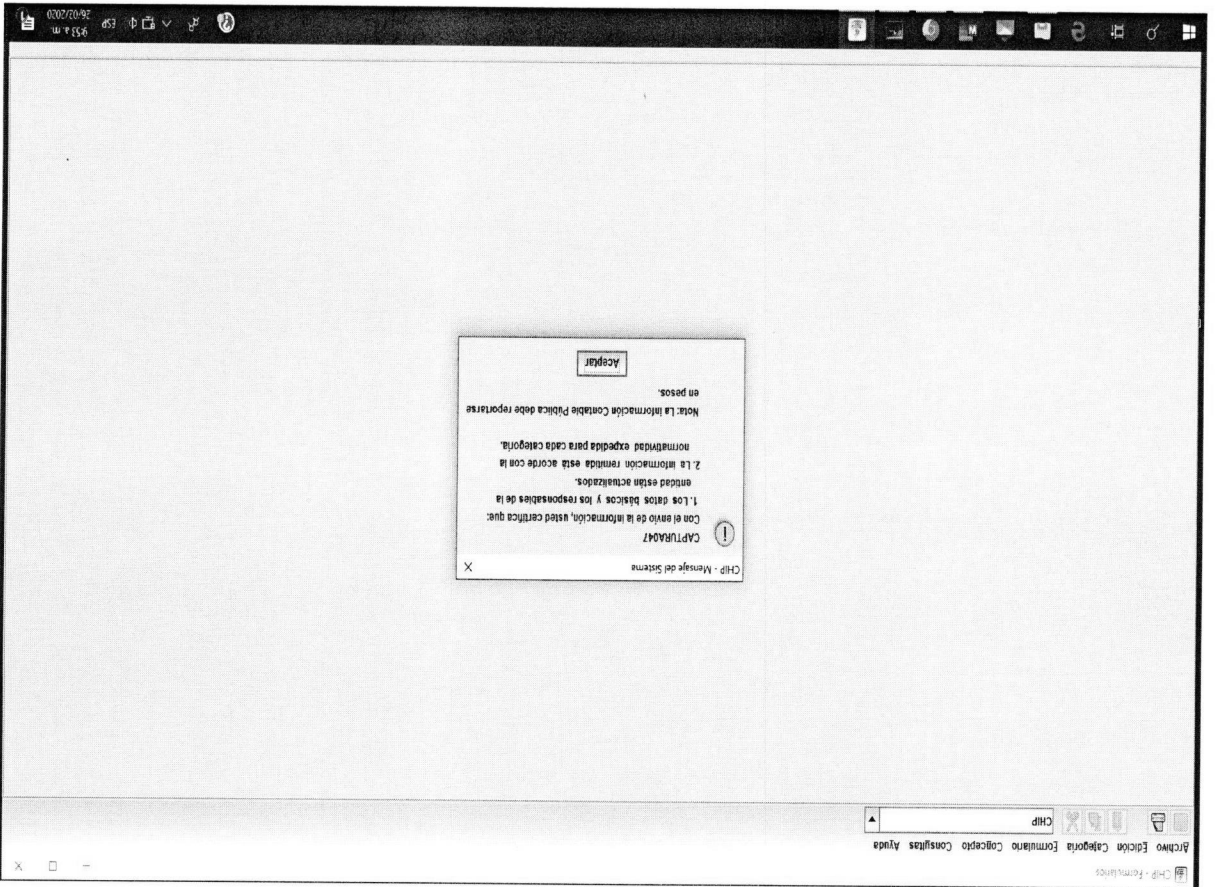 CHIP - Formularios
Archivo Edición Categoría Formulario Concepto Consultas Ayuda
CHIP
CHIP - Mensaje del Sistema
CAPTURA047
Con el envío de la información, usted certifica que:
1. Los datos básicos y los responsables de la
entidad están actualizados.
2. La información remitida está acorde con la
normatividad expedida para cada categoría.
Nota: La Información Contable Pública debe reportarse
en pesos.
Aceptar
ESP
9:53 a. m.
26/02/2020